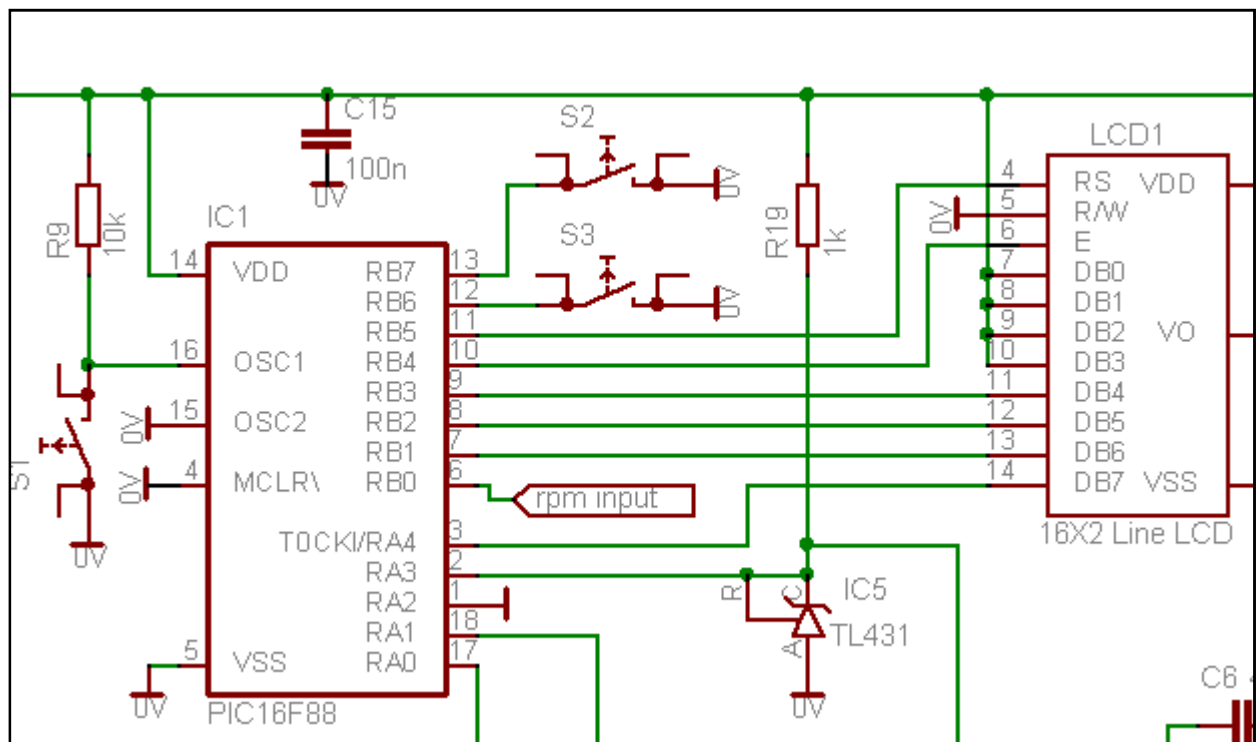 C15
100n
0V
S2
0V
S3
0V
R9
10k
IC1
14
VDD
16
OSC1
15
OSC2
0V
4
MCLR\
0V
5
VSS
0V
S1
0V
RB7
13
RB6
12
RB5
11
RB4
10
RB3
9
RB2
8
RB1
7
RB0
6
rpm input
T0CKI/RA4
3
RA3
2
RA2
1
RA1
18
RA0
17
PIC16F88
R19
1k
R
C
A
IC5
TL431
0V
LCD1
4
RS
VDD
0V
5
R/W
6
E
7
DB0
8
DB1
9
DB2
VO
10
DB3
11
DB4
12
DB5
13
DB6
14
DB7
VSS
16X2 Line LCD
C6